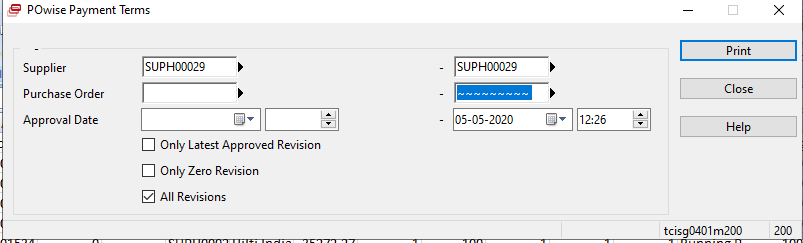 POwise Payment Terms
Supplier SUPH00029 - SUPH00029
Purchase Order - ~~~~~~~~~
Approval Date - 05-05-2020 12:26
Only Latest Approved Revision
Only Zero Revision
All Revisions
Print
Close
Help
tcisg0401m200 200